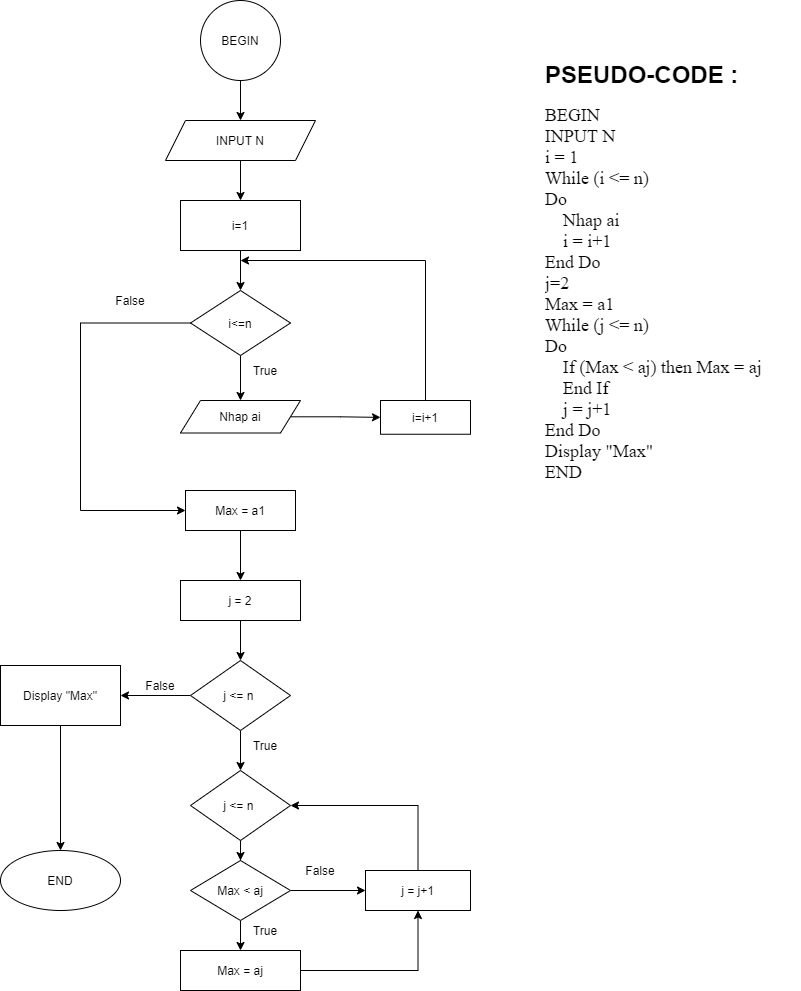 BEGIN
INPUT N
i=1
False
i<=n
True
Nhap ai
i=i+1
Max = a1
j = 2
False
j <= n
Display "Max"
True
j <= n
False
Max < aj
j = j+1
True
Max = aj
END
PSEUDO-CODE :
BEGIN
INPUT N
i = 1
While (i <= n)
Do
Nhap ai
i = i+1
End Do
j=2
Max = a1
While (j <= n)
Do
If (Max < aj) then Max = aj
End If
j = j+1
End Do
Display "Max"
END